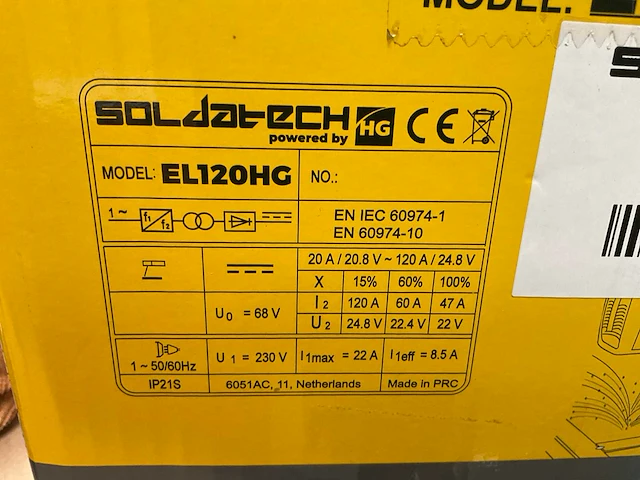 MODEL:
SOLDATECH
powered by HG CE
MODEL: EL120HG NO.:
1 ~ f1 f2
EN IEC 60974-1
EN 60974-10
20 A / 20.8 V ~ 120 A / 24.8 V
X 15% 60% 100%
U0 = 68 V
I2 120 A 60 A 47 A
U2 24.8 V 22.4 V 22 V
1 ~ 50/60Hz U1 = 230 V I1max = 22 A I1eff = 8.5 A
IP21S 6051AC, 11, Netherlands Made in PRC